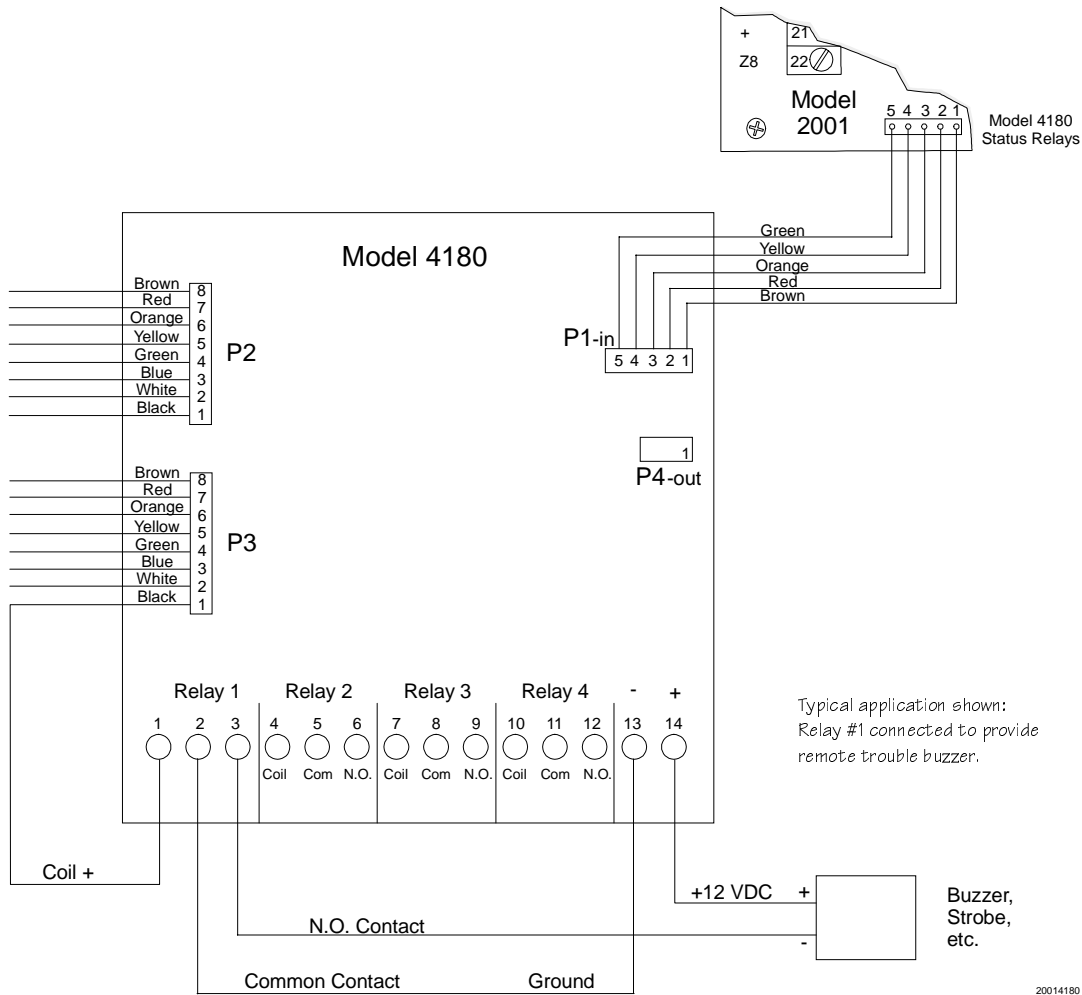 + 21
Z8 22
Model
2001
5 4 3 2 1
Model 4180
Status Relays
Model 4180
Green
Yellow
Orange
Red
Brown
P1-in
5 4 3 2 1
Brown 8
Red 7
Orange 6
Yellow 5
Green 4
Blue 3
White 2
Black 1
P2
1
P4-out
Brown 8
Red 7
Orange 6
Yellow 5
Green 4
Blue 3
White 2
Black 1
P3
Relay 1 Relay 2 Relay 3 Relay 4 - +
1 2 3 4 5 6 7 8 9 10 11 12 13 14
Coil Com N.O. Coil Com N.O. Coil Com N.O.
Typical application shown:
Relay #1 connected to provide
remote trouble buzzer.
Coil +
+12 VDC +
-
Buzzer,
Strobe,
etc.
N.O. Contact
Common Contact Ground
20014180